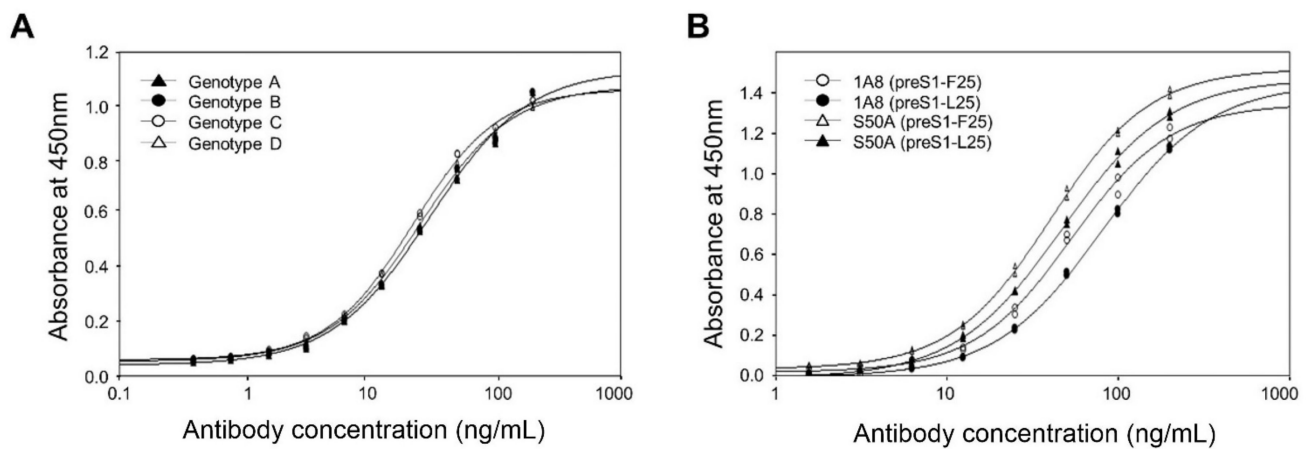 A
Absorbance at 450nm
1.2
1.0
0.8
0.6
0.4
0.2
0.0
Genotype A
Genotype B
Genotype C
Genotype D
0.1
1
10
100
1000
Antibody concentration (ng/mL)
B
Absorbance at 450nm
1.4
1.2
1.0
0.8
0.6
0.4
0.2
0.0
1A8 (preS1-F25)
1A8 (preS1-L25)
S50A (preS1-F25)
S50A (preS1-L25)
1
10
100
1000
Antibody concentration (ng/mL)